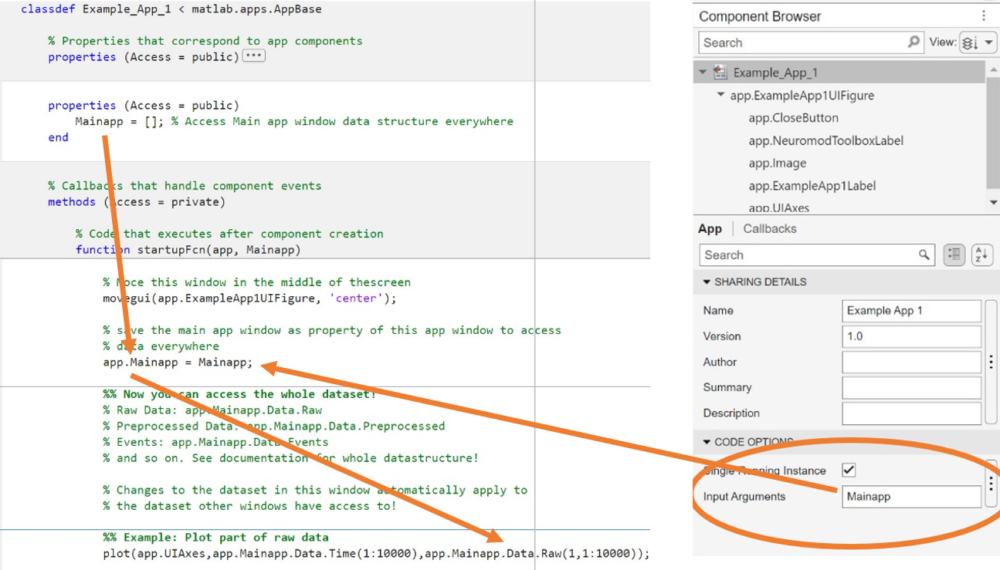 classdef Example_App_1 < matlab.apps.AppBase
% Properties that correspond to app components
properties (Access = public) ...
properties (Access = public)
Mainapp = []; % Access Main app window data structure everywhere
end
% Callbacks that handle component events
methods (Access = private)
% Code that executes after component creation
function startupFcn(app, Mainapp)
% Moce this window in the middle of thescreen
movegui(app.ExampleApp1UIFigure, 'center');
% save the main app window as property of this app window to access
% data everywhere
app.Mainapp = Mainapp;
%% Now you can access the whole dataset!
% Raw Data: app.Mainapp.Data.Raw
% Preprocessed Data: app.Mainapp.Data.Preprocessed
% Events: app.Mainapp.Data.Events
% and so on. See documentation for whole datastructure!
% Changes to the dataset in this window automatically apply to
% the dataset other windows have access to!
%% Example: Plot part of raw data
plot(app.UIAxes,app.Mainapp.Data.Time(1:10000),app.Mainapp.Data.Raw(1,1:10000));
Component Browser
Search View:
Example_App_1
app.ExampleApp1UIFigure
app.CloseButton
app.NeuromodToolboxLabel
app.Image
app.ExampleApp1Label
app.UIAxes
App | Callbacks
Search A Z
SHARING DETAILS
Name Example App 1
Version 1.0
Author
Summary
Description
CODE OPTIONS
Single Running Instance
Input Arguments Mainapp